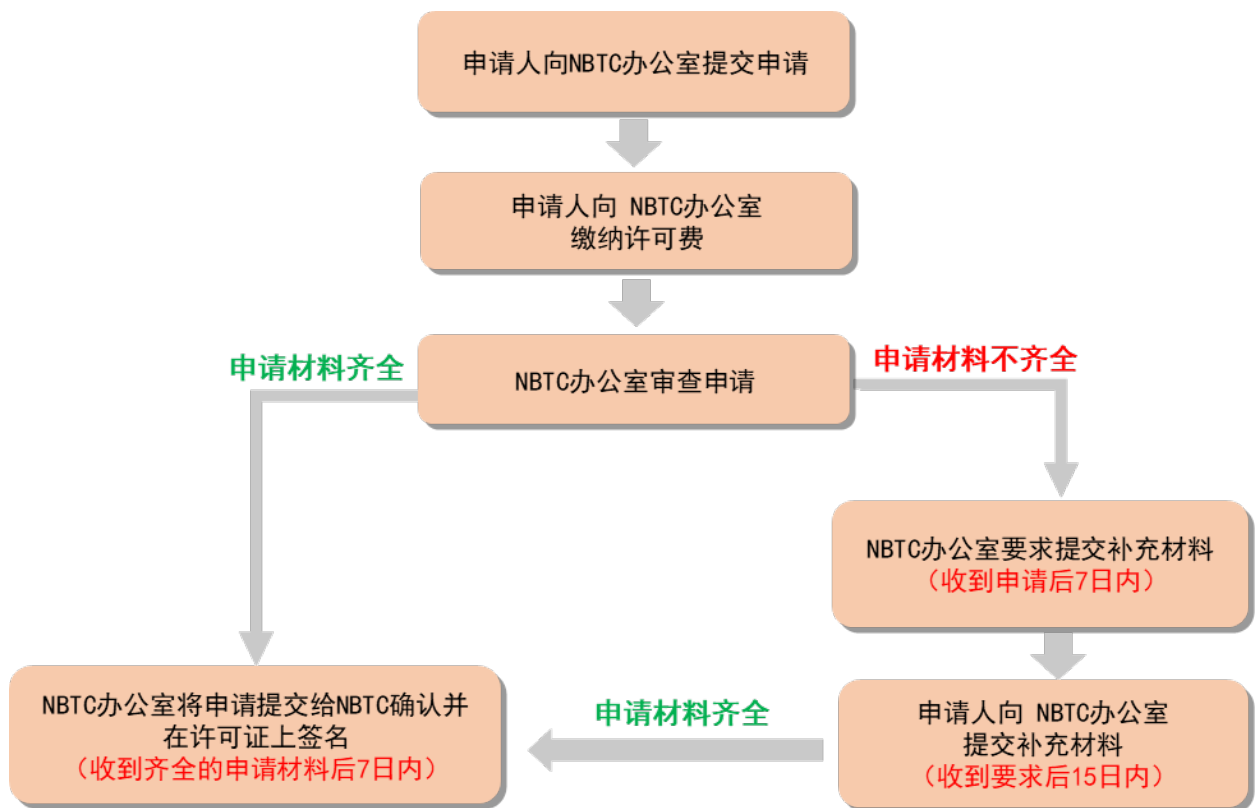 申请人向NBTC办公室提交申请
申请人向 NBTC办公室
缴纳许可费
申请材料齐全
NBTC办公室审查申请
申请材料不齐全
NBTC办公室要求提交补充材料
（收到申请后7日内）
NBTC办公室将申请提交给NBTC确认并
在许可证上签名
（收到齐全的申请材料后7日内）
申请材料齐全
申请人向 NBTC办公室
提交补充材料
（收到要求后15日内）